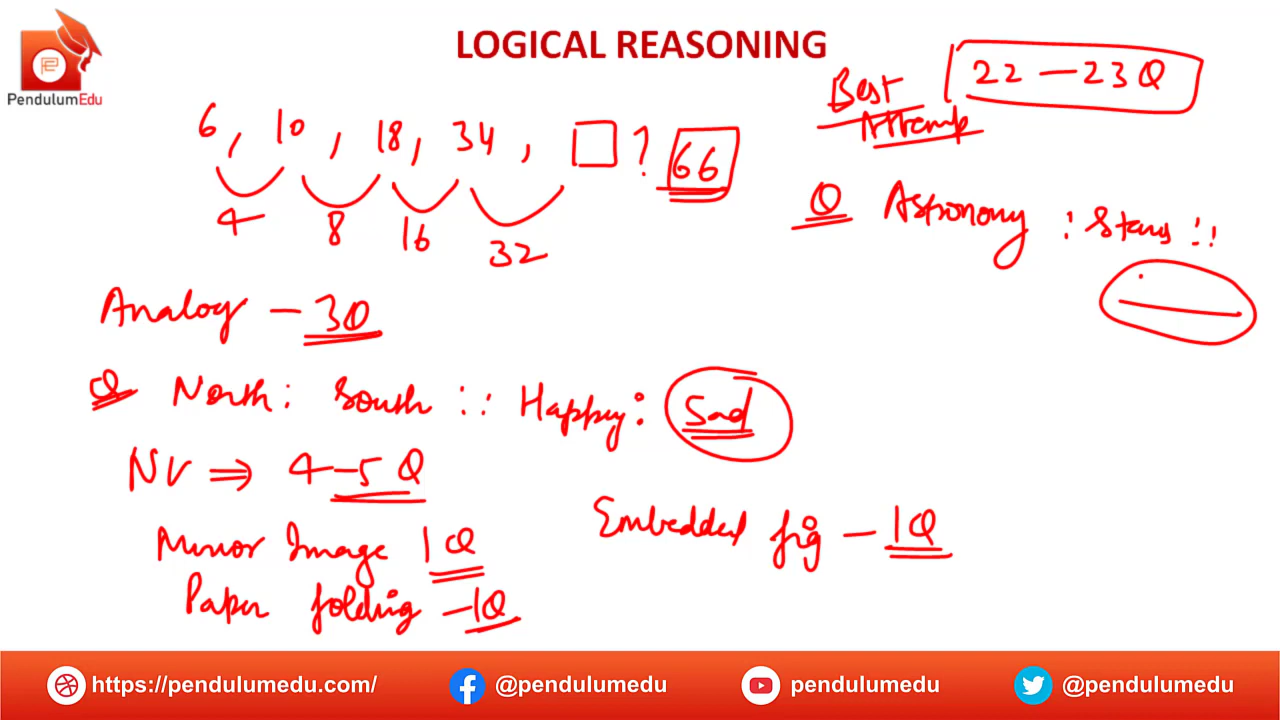 LOGICAL REASONING
PendulumEdu
Best Attempt 22 – 23 Q
6, 10, 18, 34, □ ? 66
4 8 16 32
Q Astronomy : Stars ::
Analogy – 3Q
Q North : South :: Happy : Sad
NV ⇒ 4–5 Q
Embedded fig – 1Q
Mirror Image 1Q
Paper folding – 1Q
https://pendulumedu.com/ @pendulumedu pendulumedu @pendulumedu